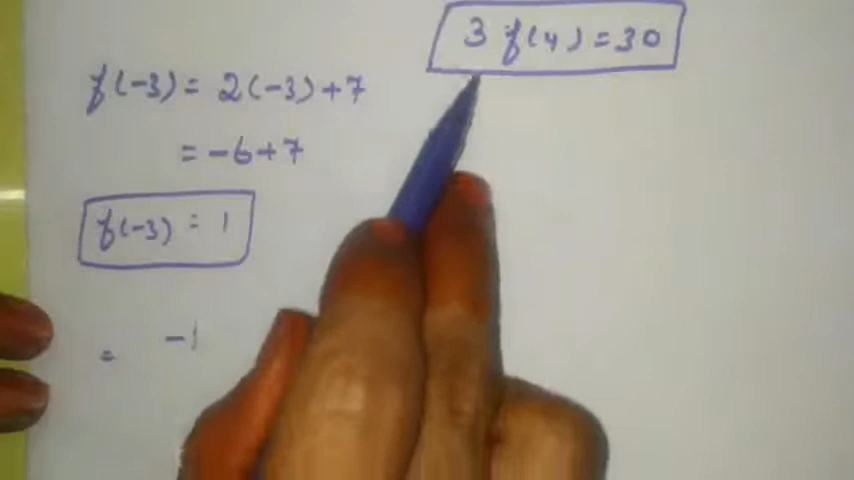 3 f(4) = 30
f(-3) = 2(-3) + 7
= -6 + 7
f(-3) = 1
= -1